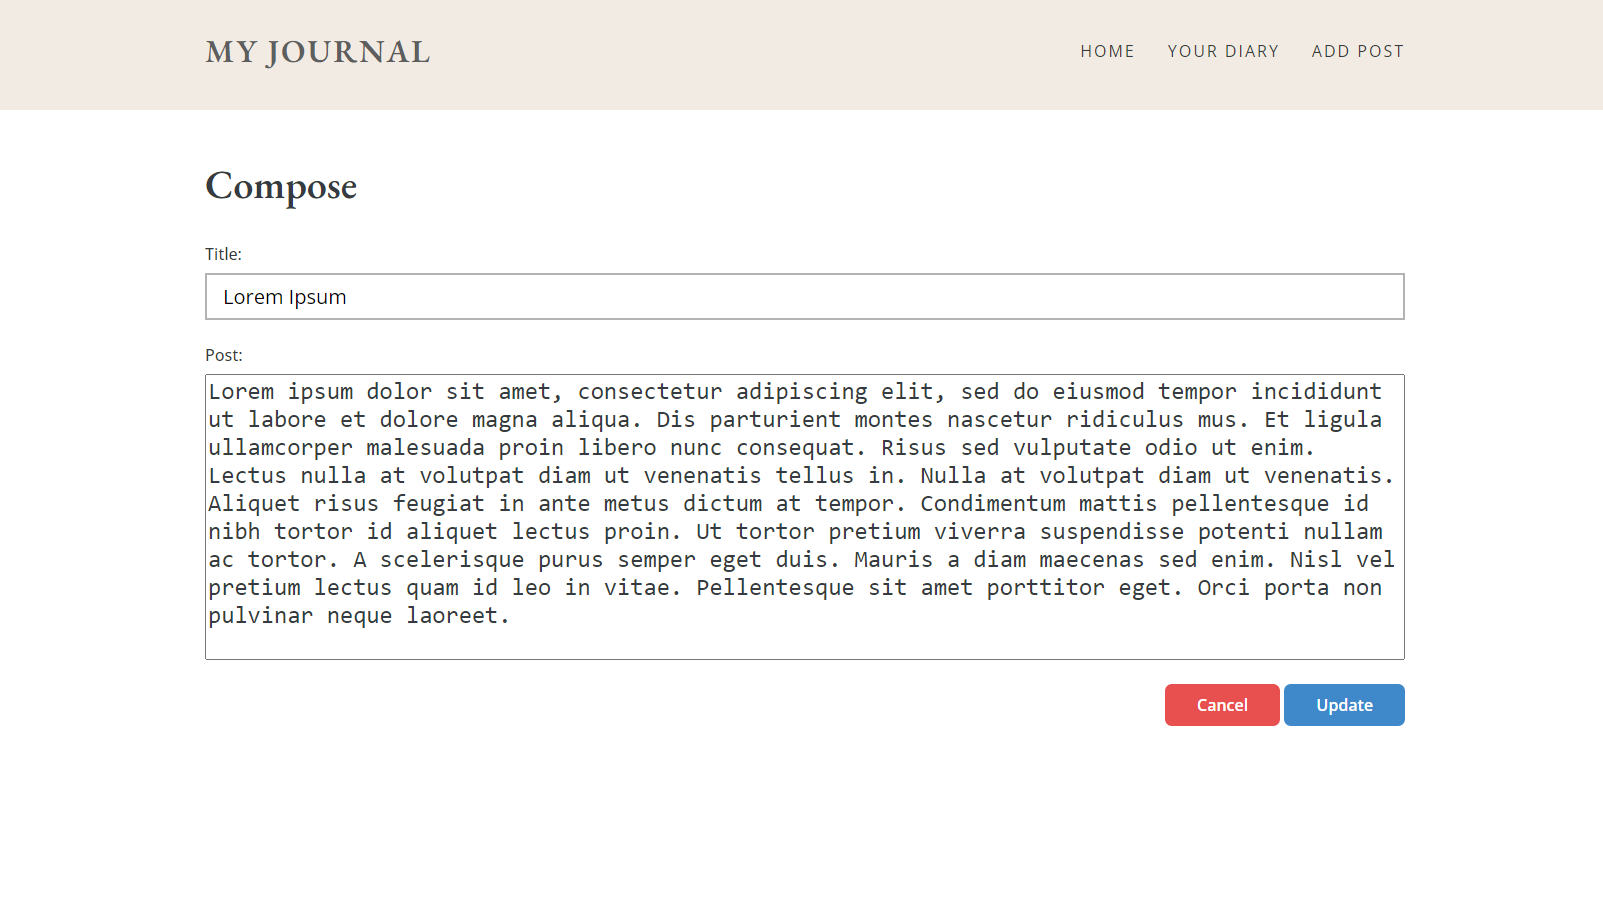 MY JOURNAL
HOME YOUR DIARY ADD POST
Compose
Title:
Lorem Ipsum
Post:
Lorem ipsum dolor sit amet, consectetur adipiscing elit, sed do eiusmod tempor incididunt
ut labore et dolore magna aliqua. Dis parturient montes nascetur ridiculus mus. Et ligula
ullamcorper malesuada proin libero nunc consequat. Risus sed vulputate odio ut enim.
Lectus nulla at volutpat diam ut venenatis tellus in. Nulla at volutpat diam ut venenatis.
Aliquet risus feugiat in ante metus dictum at tempor. Condimentum mattis pellentesque id
nibh tortor id aliquet lectus proin. Ut tortor pretium viverra suspendisse potenti nullam
ac tortor. A scelerisque purus semper eget duis. Mauris a diam maecenas sed enim. Nisl vel
pretium lectus quam id leo in vitae. Pellentesque sit amet porttitor eget. Orci porta non
pulvinar neque laoreet.
Cancel Update